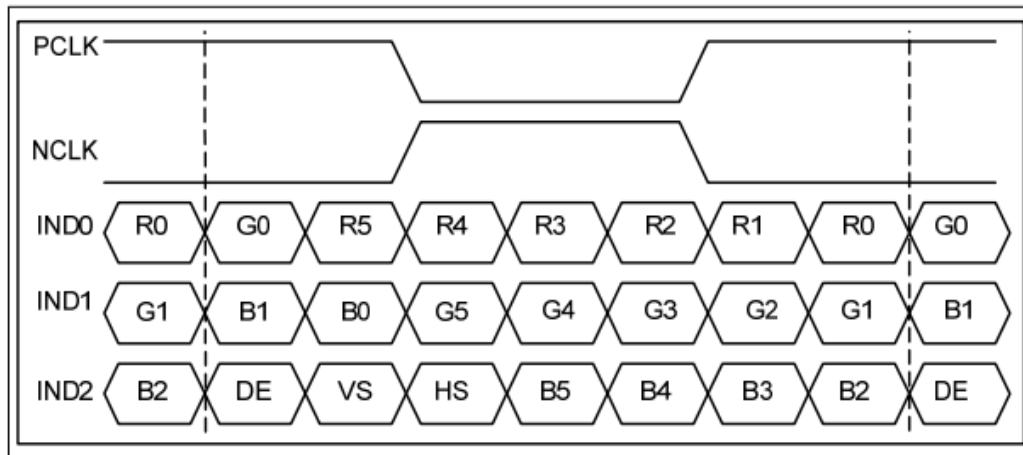 PCLK
NCLK
IND0 R0 G0 R5 R4 R3 R2 R1 R0 G0
IND1 G1 B1 B0 G5 G4 G3 G2 G1 B1
IND2 B2 DE VS HS B5 B4 B3 B2 DE